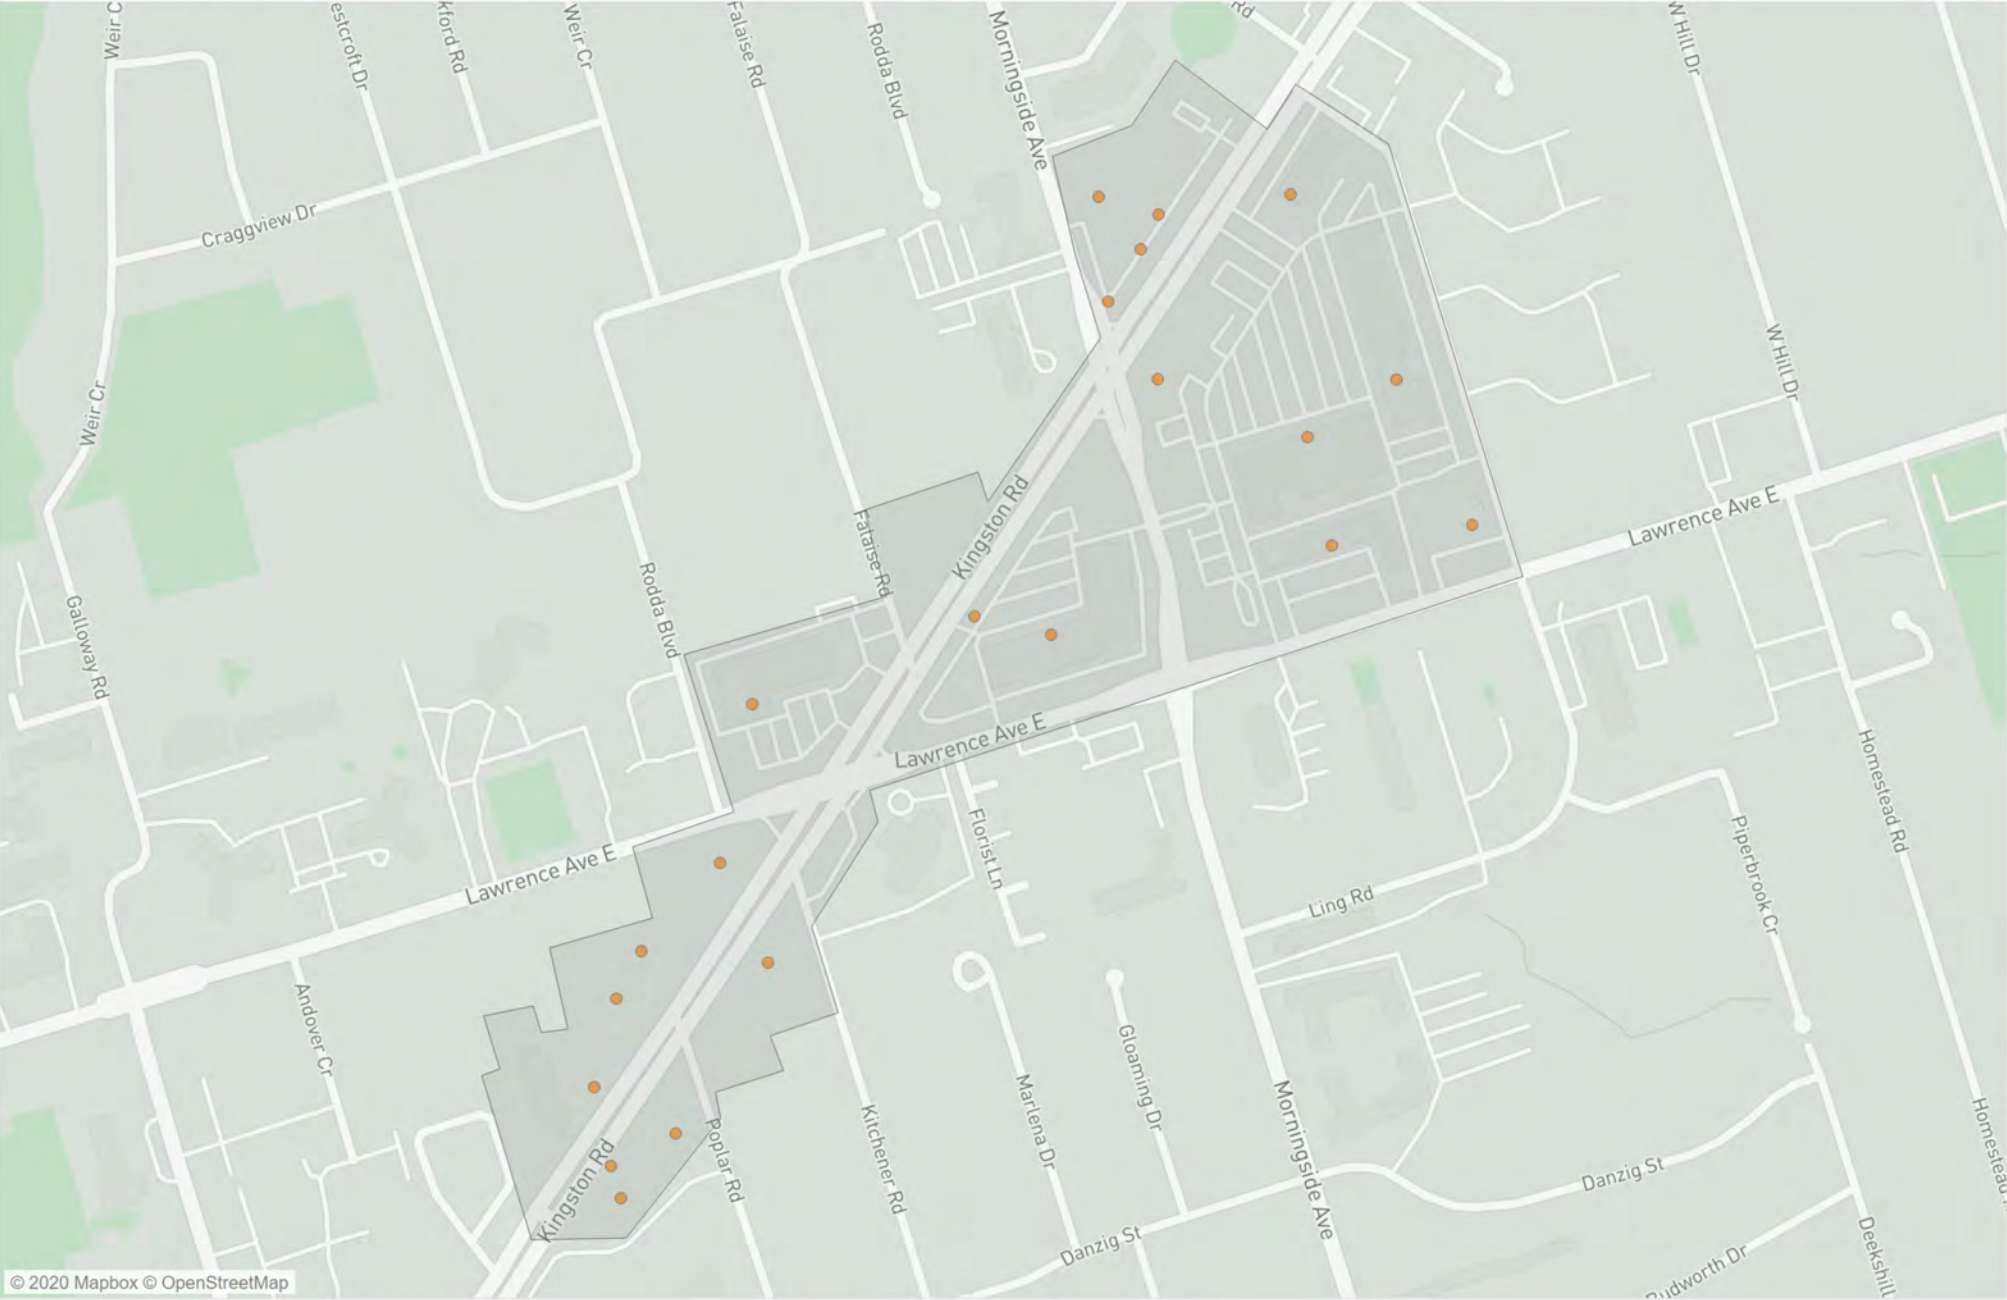 Weir C
estcroft Dr
kford Rd
Weir Cr
Falaise Rd
Rodda Blvd
Morningside Ave
Rd
W Hill Dr
Craggview Dr
Weir Cr
W Hill Dr
Kingston Rd
Falaise Rd
Lawrence Ave E
Rodda Blvd
Galloway Rd
Lawrence Ave E
Homestead Rd
Florist Ln
Piperbrook Cr
Lawrence Ave E
Ling Rd
Andover Cr
Gloaming Dr
Marlena Dr
Morningside Ave
Kitchener Rd
Poplar Rd
Kingston Rd
Homestead
Danzig St
Danzig St
Deekshill
Budworth Dr
© 2020 Mapbox © OpenStreetMap